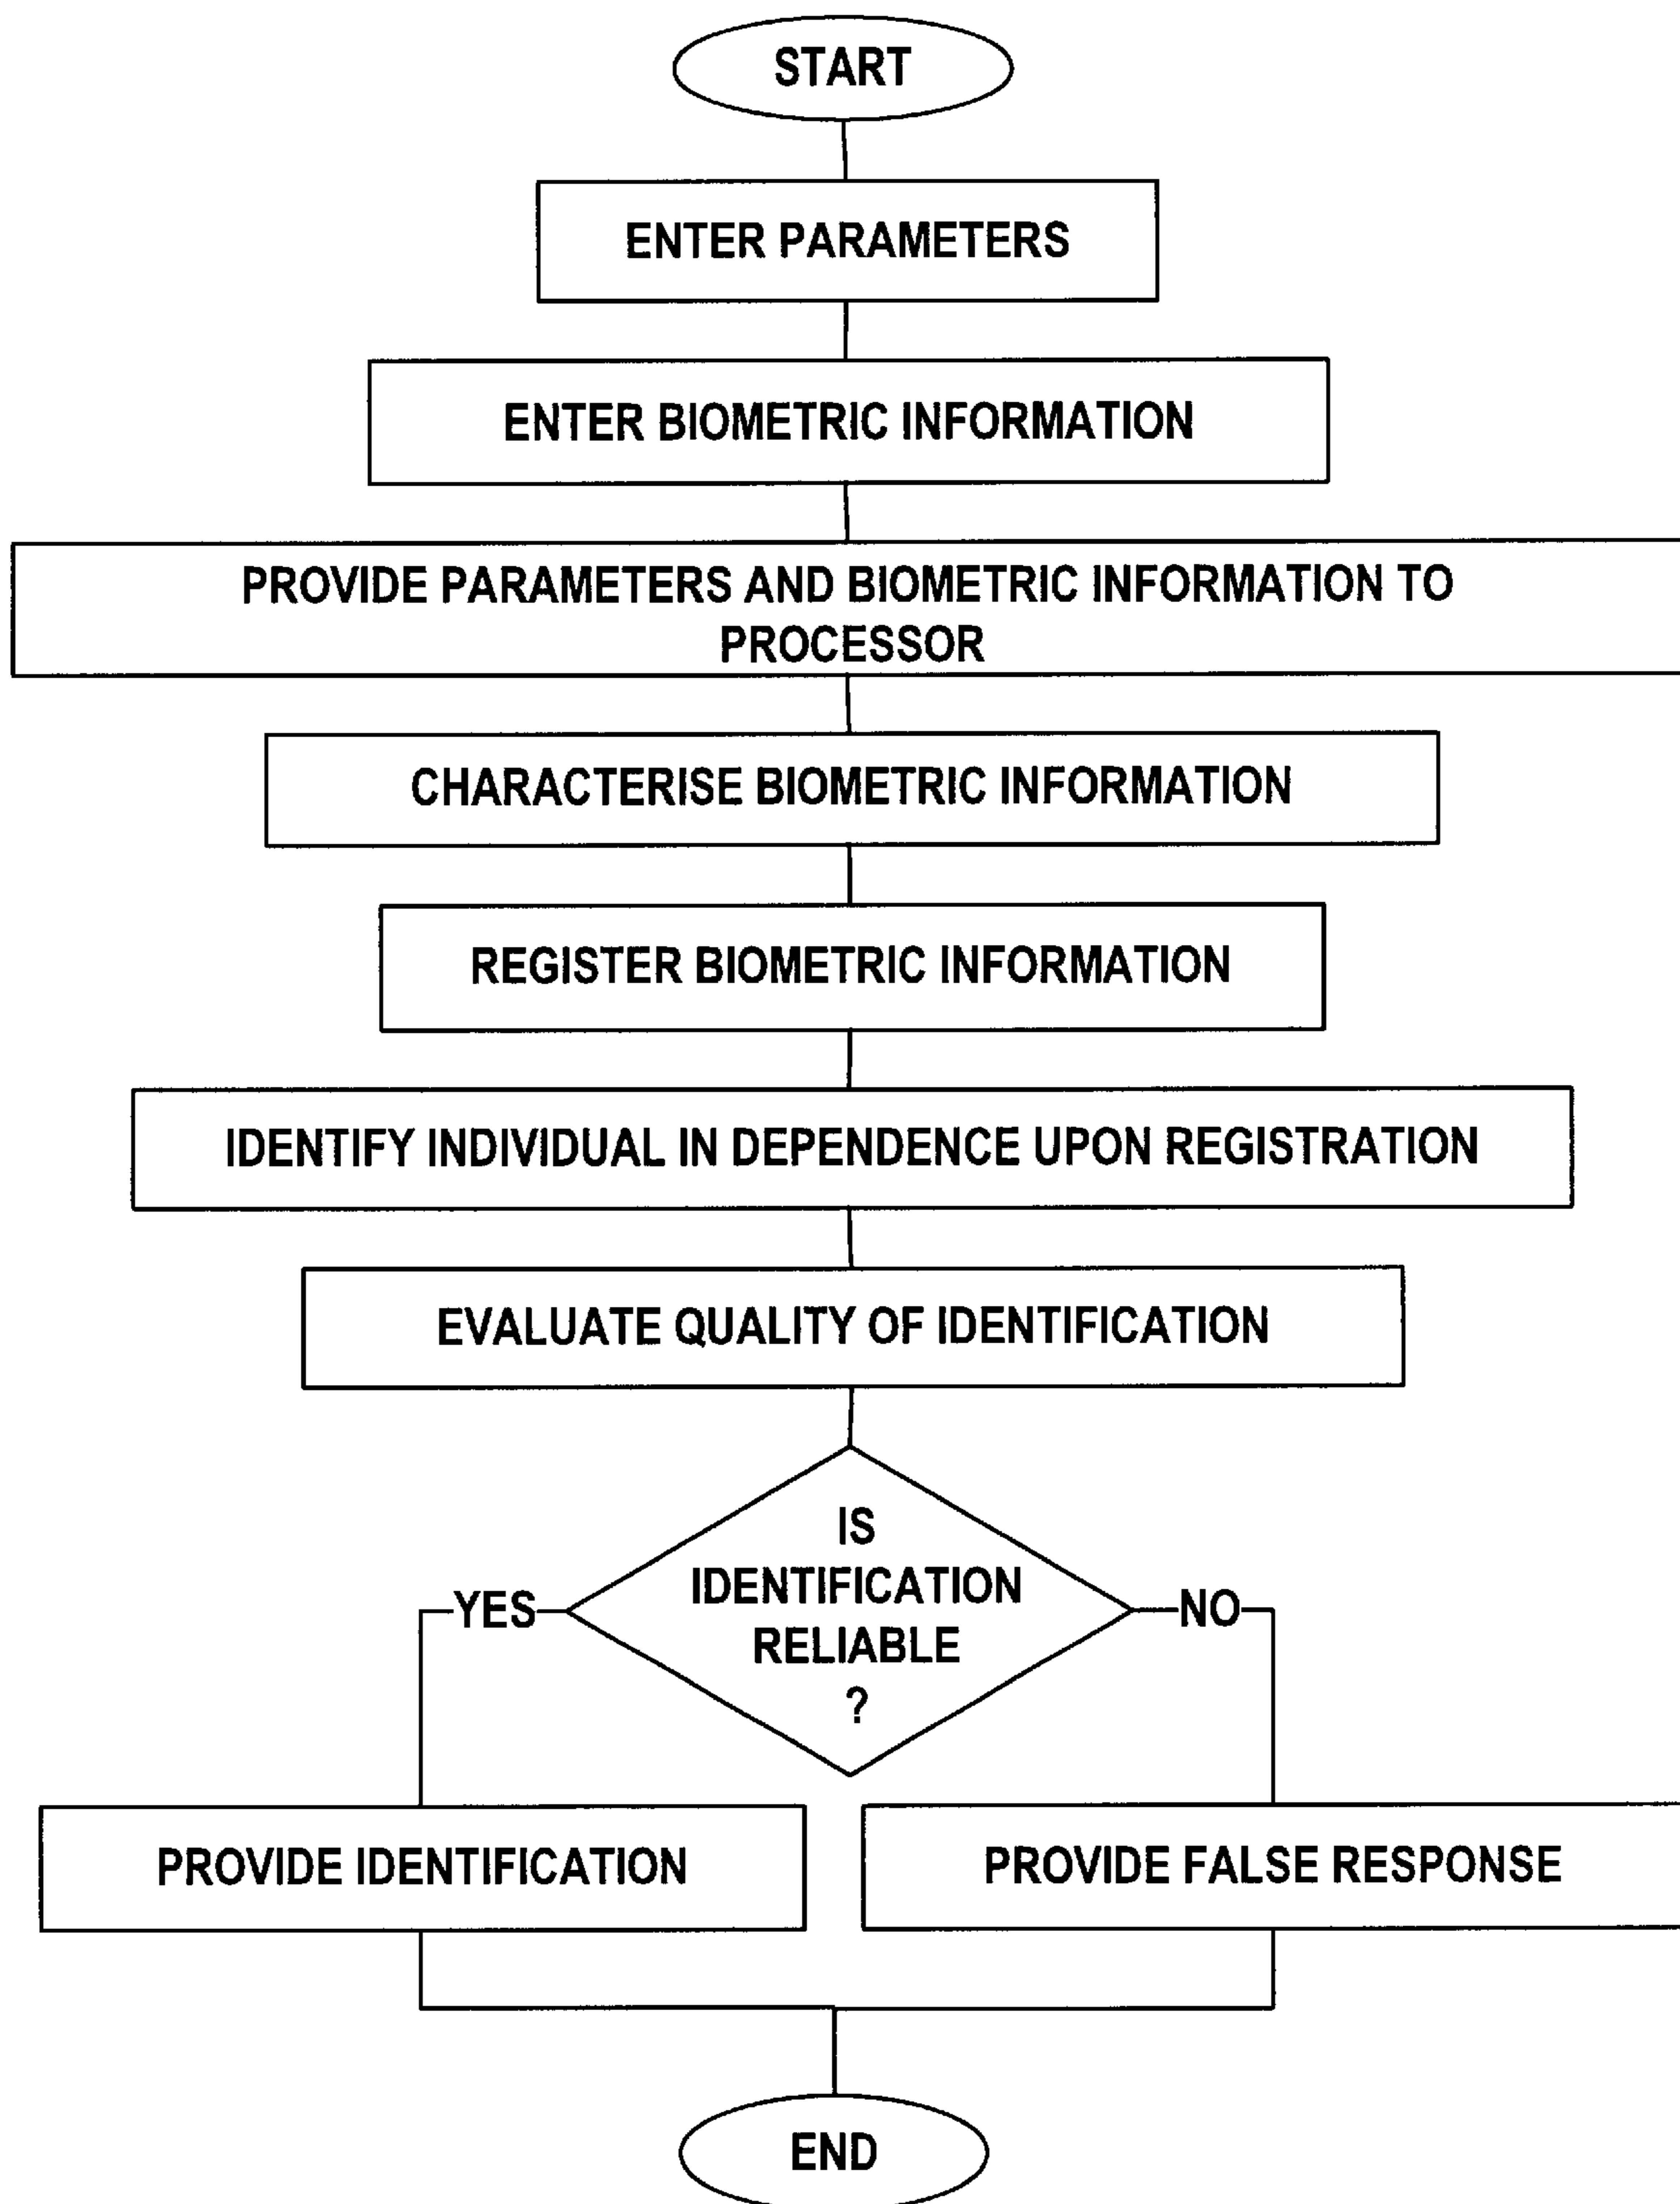 START
ENTER PARAMETERS
ENTER BIOMETRIC INFORMATION
PROVIDE PARAMETERS AND BIOMETRIC INFORMATION TO
PROCESSOR
CHARACTERISE BIOMETRIC INFORMATION
REGISTER BIOMETRIC INFORMATION
IDENTIFY INDIVIDUAL IN DEPENDENCE UPON REGISTRATION
EVALUATE QUALITY OF IDENTIFICATION
IS
IDENTIFICATION
RELIABLE
?
YES
NO
PROVIDE IDENTIFICATION
PROVIDE FALSE RESPONSE
END